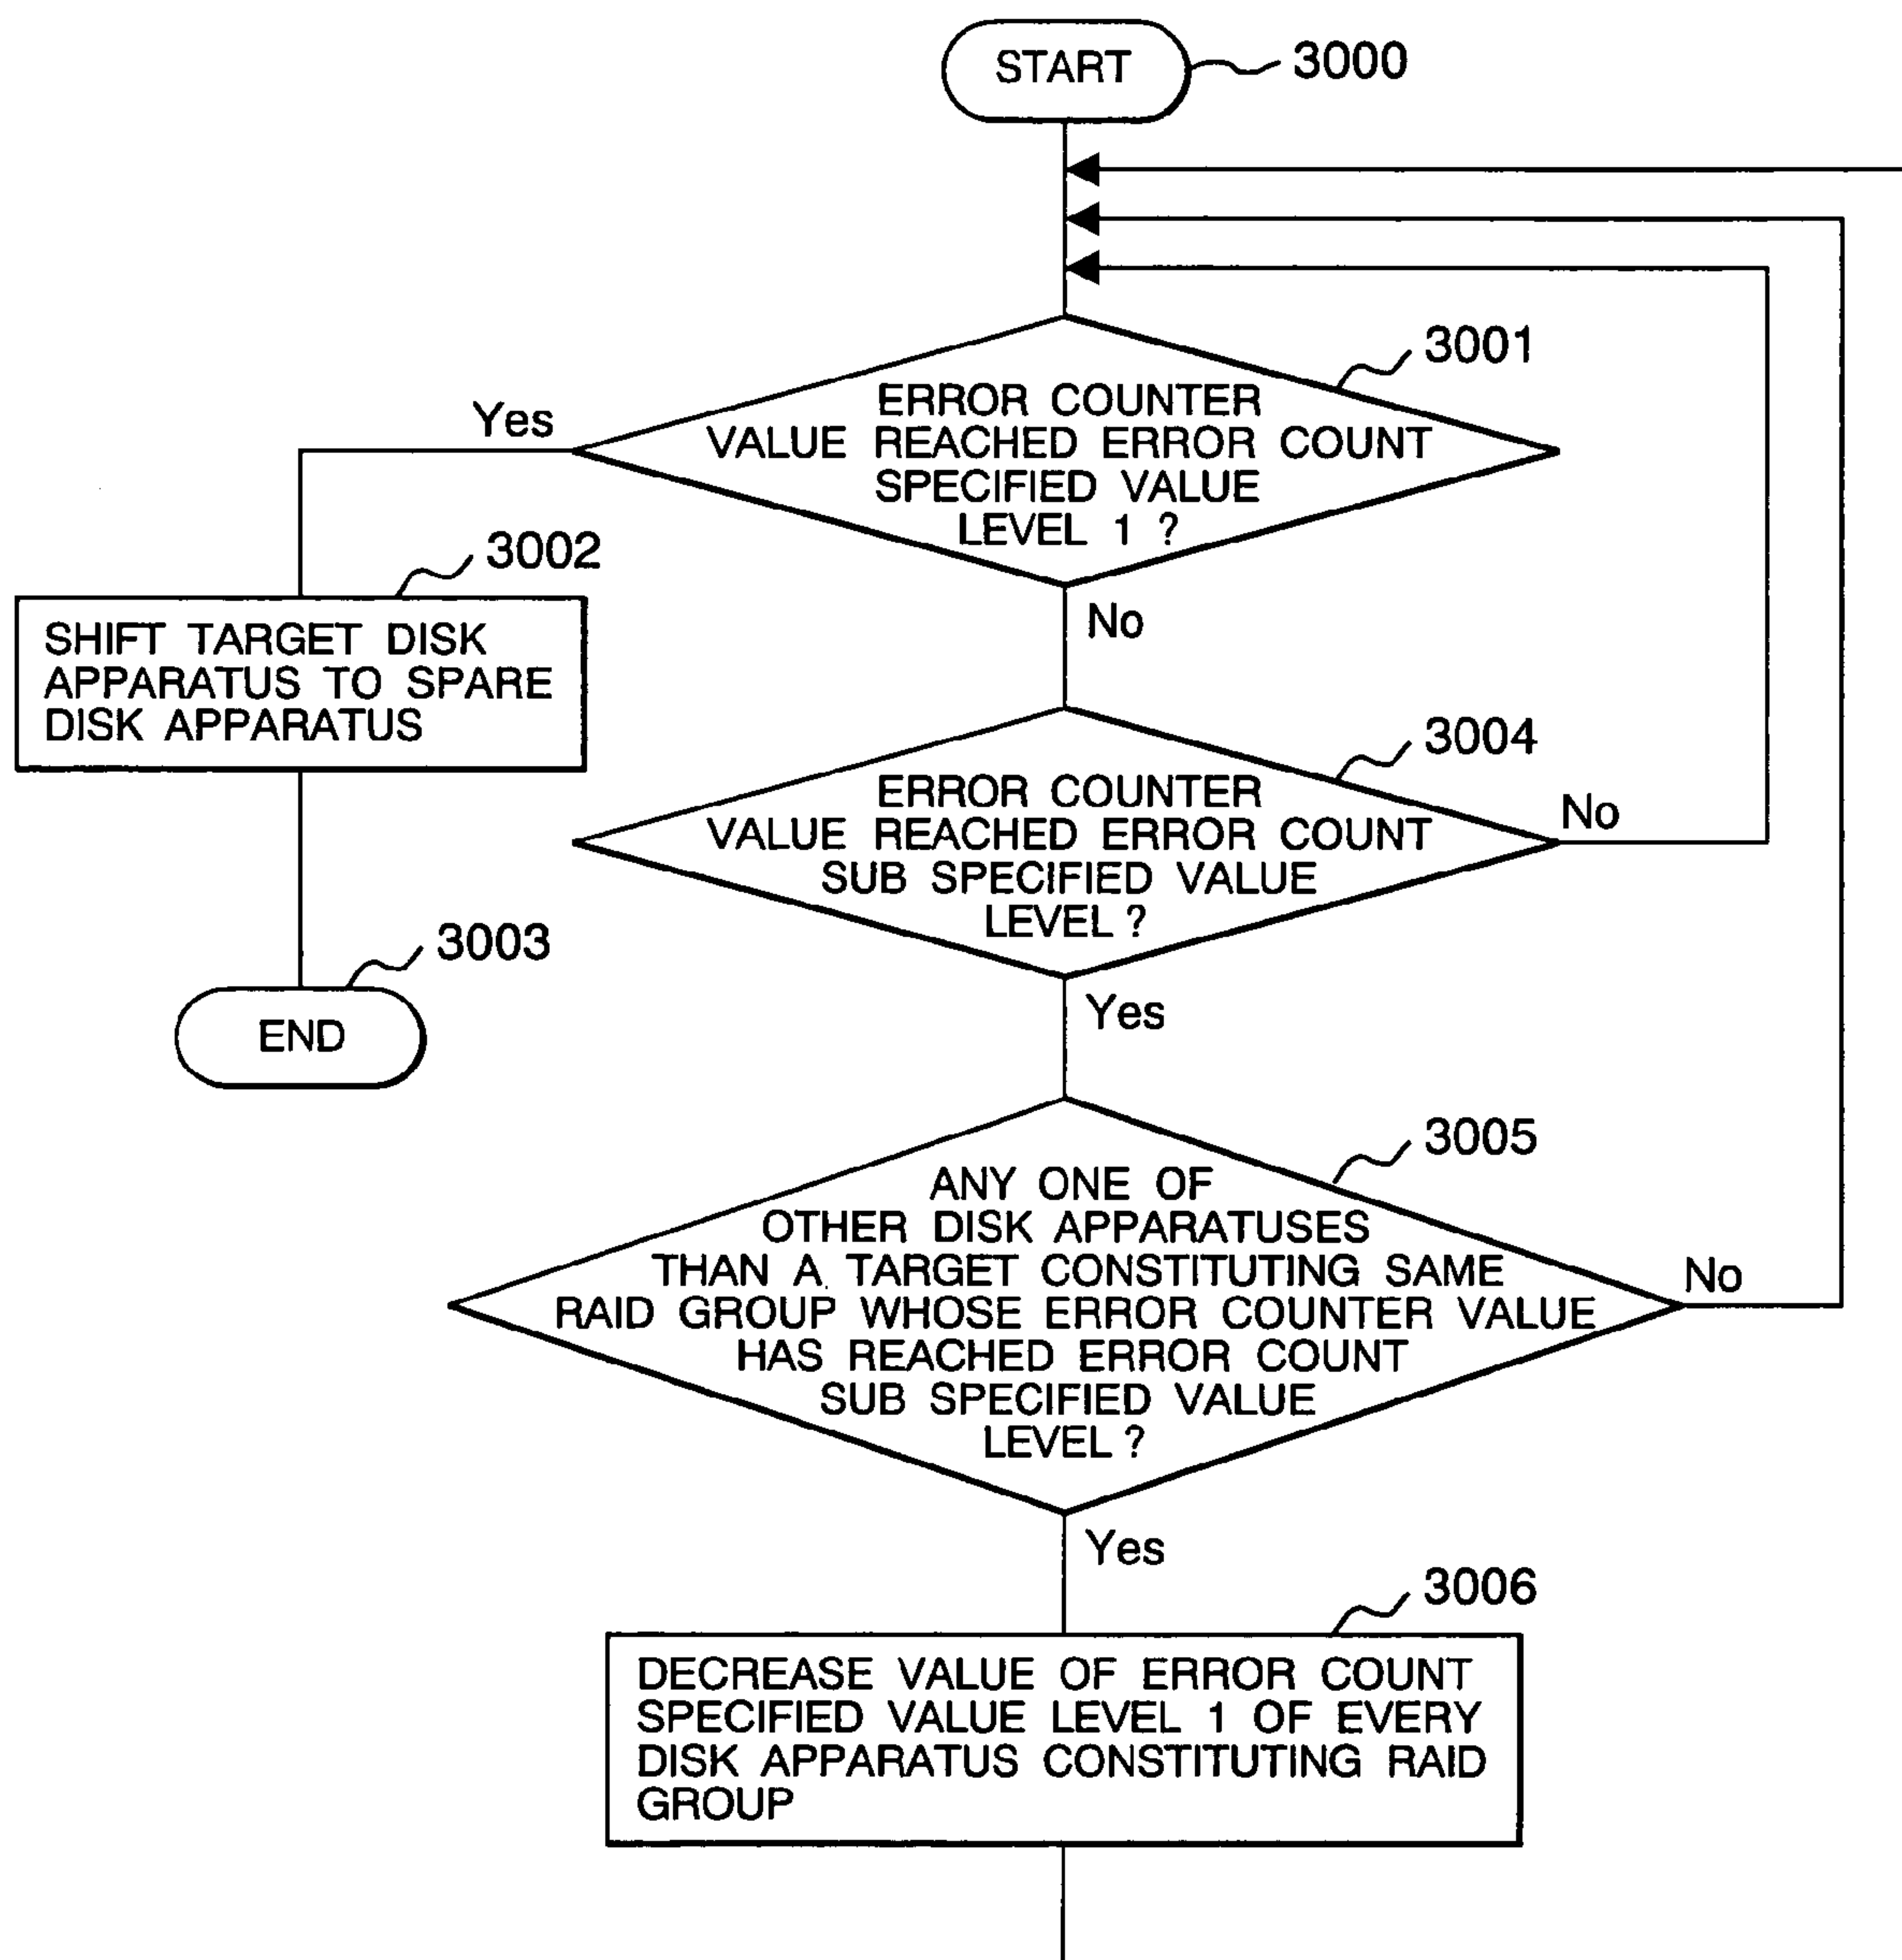 START
3000
3001
Yes
ERROR COUNTER
VALUE REACHED ERROR COUNT
SPECIFIED VALUE
LEVEL 1 ?
3002
No
SHIFT TARGET DISK
APPARATUS TO SPARE
DISK APPARATUS
3004
ERROR COUNTER
VALUE REACHED ERROR COUNT
SUB SPECIFIED VALUE
LEVEL ?
No
3003
END
Yes
3005
ANY ONE OF
OTHER DISK APPARATUSES
THAN A TARGET CONSTITUTING SAME
RAID GROUP WHOSE ERROR COUNTER VALUE
HAS REACHED ERROR COUNT
SUB SPECIFIED VALUE
LEVEL ?
No
Yes
3006
DECREASE VALUE OF ERROR COUNT
SPECIFIED VALUE LEVEL 1 OF EVERY
DISK APPARATUS CONSTITUTING RAID
GROUP